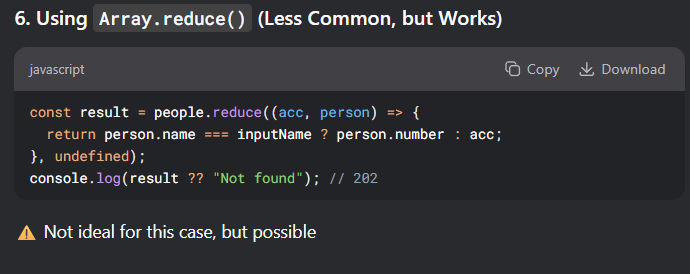 6. Using Array.reduce() (Less Common, but Works)
javascript
Copy
Download
const result = people.reduce((acc, person) => {
  return person.name === inputName ? person.number : acc;
}, undefined);
console.log(result ?? "Not found"); // 202
⚠️ Not ideal for this case, but possible